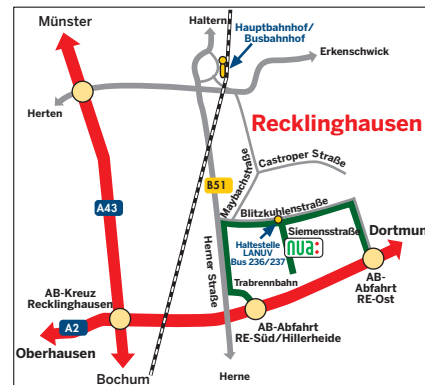 Münster
Haltern
Hauptbahnhof/
Busbahnhof
Erkenschwick
Herten
Recklinghausen
Castroper Straße
Maybachstraße
B51
A43
Blitzkuhlenstraße
Siemensstraße
Haltestelle
LANUV
Bus 236/237
nua:
Dortmund
Herner Straße
Trabrennbahn
AB-
Abfahrt
RE-Ost
AB-Kreuz
Recklinghausen
A2
AB-Abfahrt
RE-Süd/Hillerheide
Oberhausen
Bochum
Herne